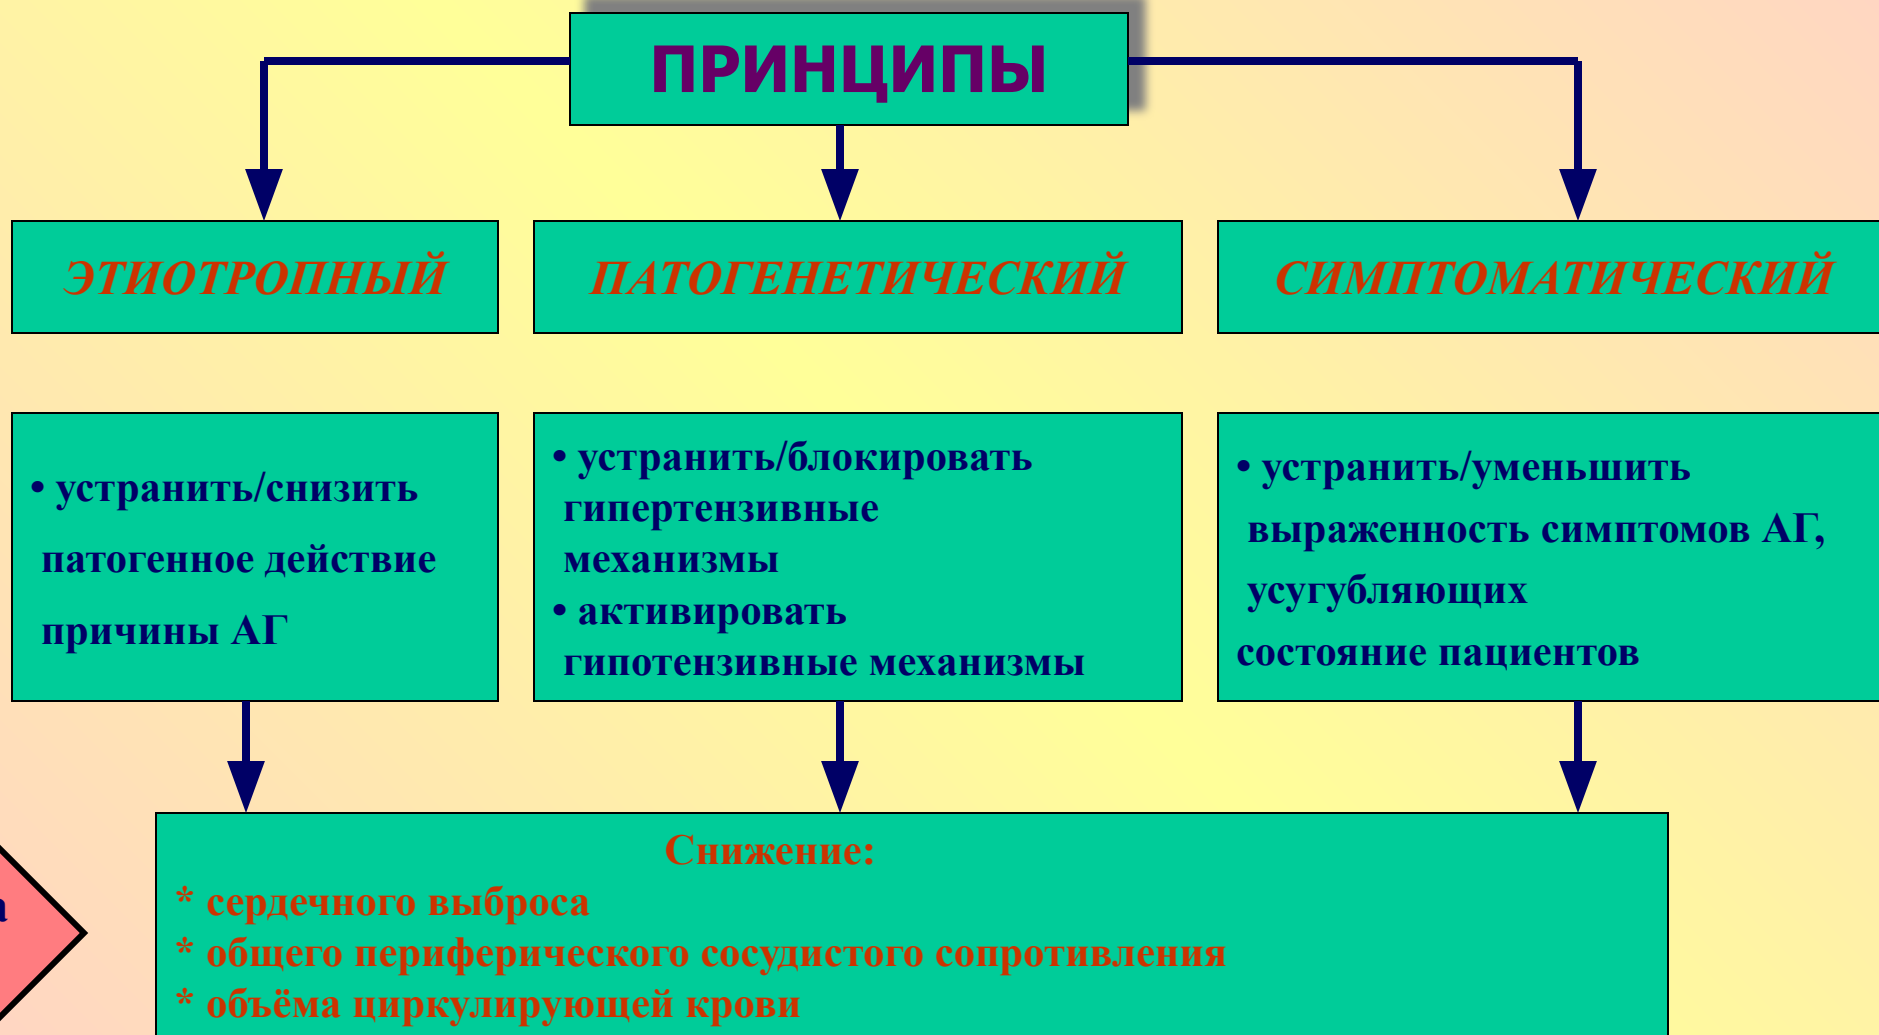 ПРИНЦИПЫ
ЭТИОТРОПНЫЙ
ПАТОГЕНЕТИЧЕСКИЙ
СИМПТОМАТИЧЕСКИЙ
• устранить/снизить
патогенное действие
причины АГ
• устранить/блокировать
гипертензивные
механизмы
• активировать
гипотензивные механизмы
• устранить/уменьшить
выраженность симптомов АГ,
усугубляющих
состояние пациентов
Снижение:
* сердечного выброса
* общего периферического сосудистого сопротивления
* объёма циркулирующей крови